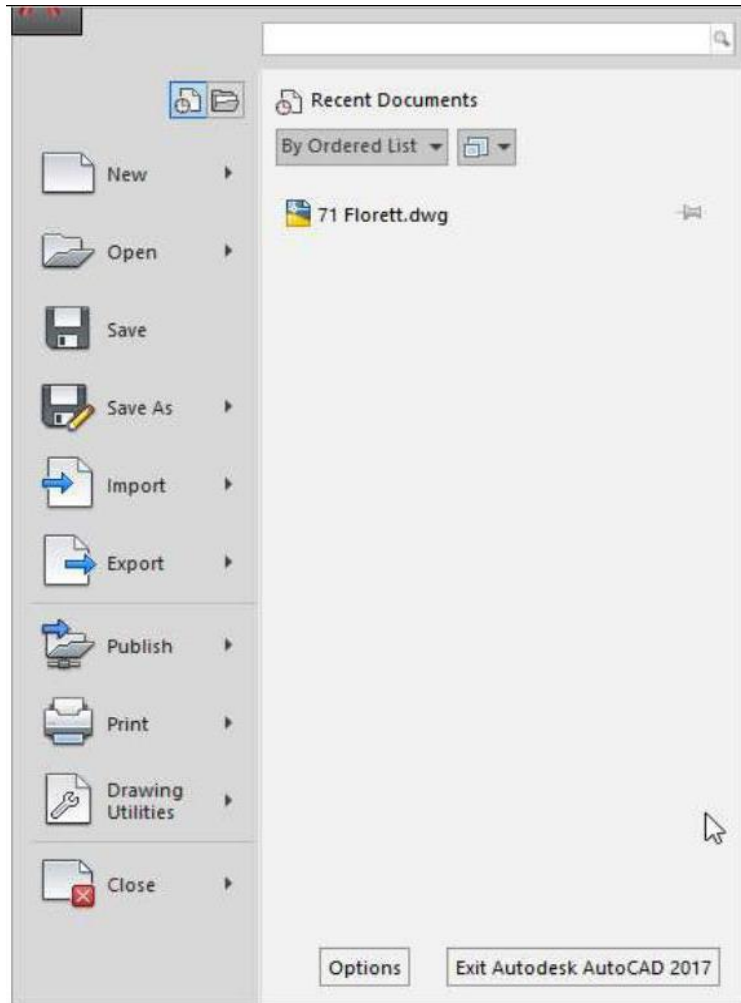 Recent Documents
By Ordered List
71 Florett.dwg
New
Open
Save
Save As
Import
Export
Publish
Print
Drawing
Utilities
Close
Options
Exit Autodesk AutoCAD 2017